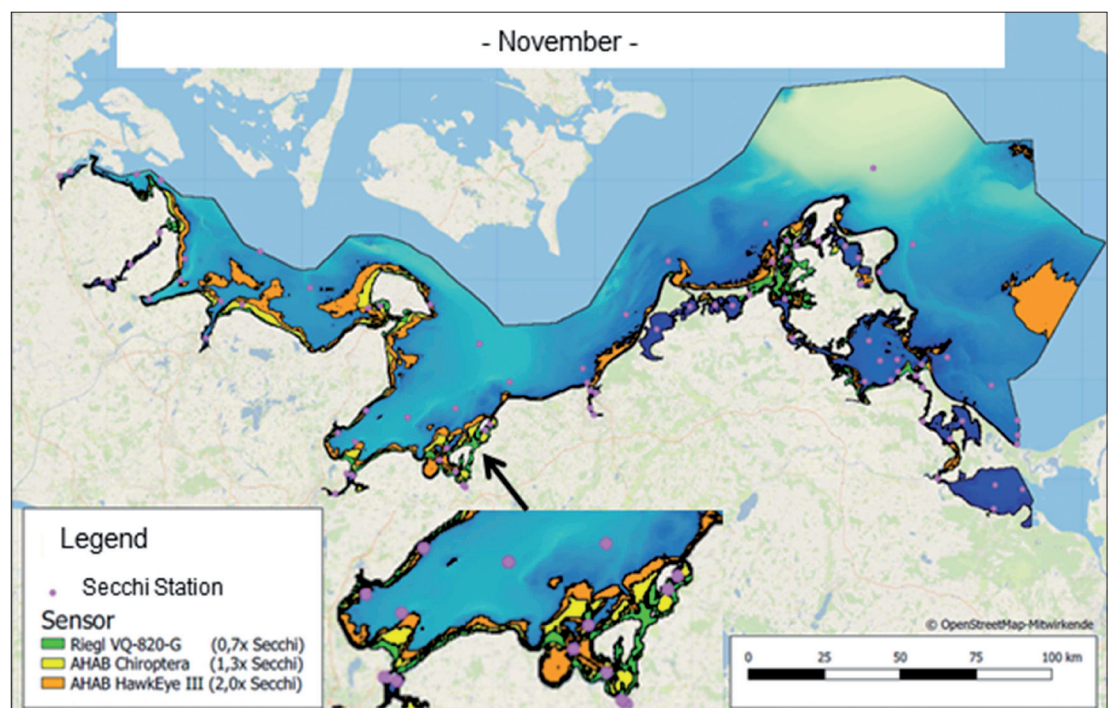 - November -
Legend
Secchi Station
Sensor
Riegl VQ-820-G (0,7x Secchi)
AHAB Chiroptera (1,3x Secchi)
AHAB HawkEye III (2,0x Secchi)
© OpenStreetMap-Mitwirkende
0 25 50 75 100 km